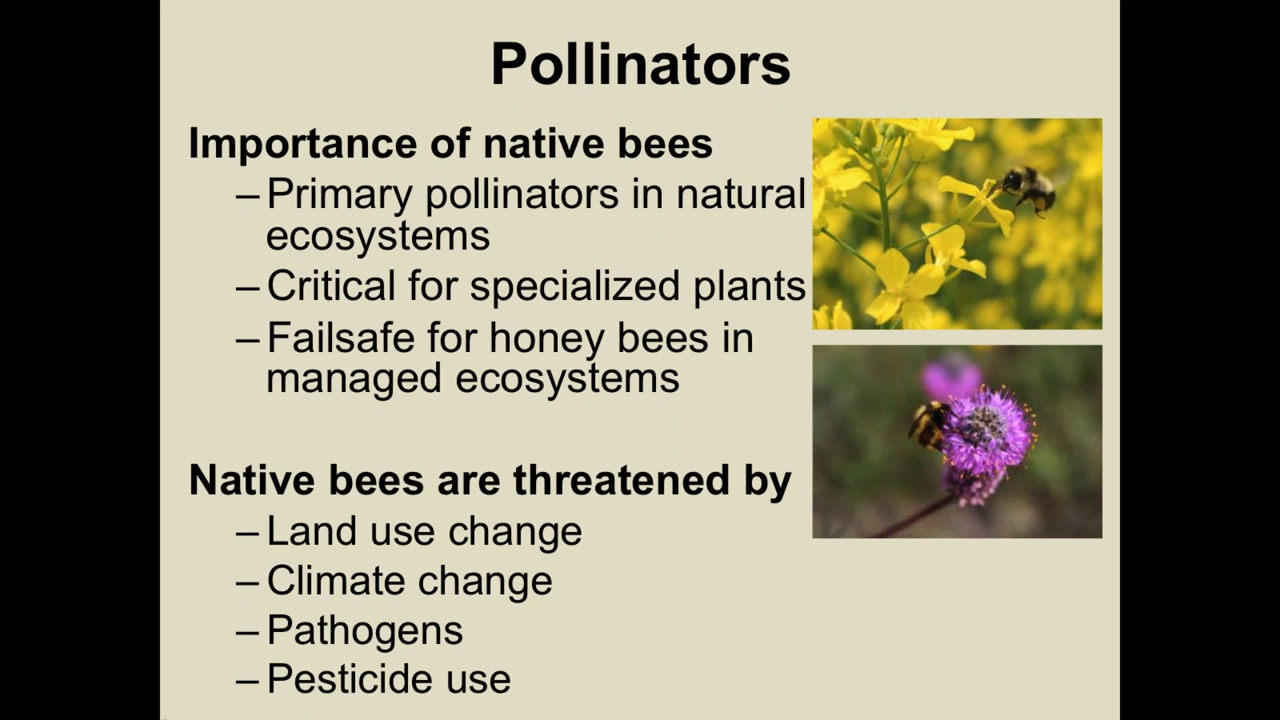 Pollinators
Importance of native bees
– Primary pollinators in natural
ecosystems
– Critical for specialized plants
– Failsafe for honey bees in
managed ecosystems
Native bees are threatened by
– Land use change
– Climate change
– Pathogens
– Pesticide use